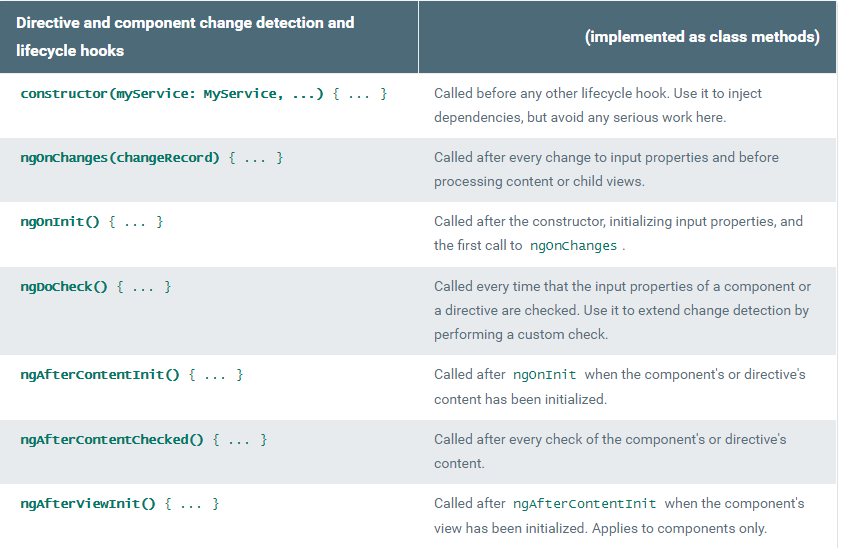 Directive and component change detection and
lifecycle hooks
(implemented as class methods)
constructor(myService: MyService, ...) { ... }
Called before any other lifecycle hook. Use it to inject
dependencies, but avoid any serious work here.
ngOnChanges(changeRecord) { ... }
Called after every change to input properties and before
processing content or child views.
ngOnInit() { ... }
Called after the constructor, initializing input properties, and
the first call to ngOnChanges .
ngDoCheck() { ... }
Called every time that the input properties of a component or
a directive are checked. Use it to extend change detection by
performing a custom check.
ngAfterContentInit() { ... }
Called after ngOnInit when the component's or directive's
content has been initialized.
ngAfterContentChecked() { ... }
Called after every check of the component's or directive's
content.
ngAfterViewInit() { ... }
Called after ngAfterContentInit when the component's
view has been initialized. Applies to components only.